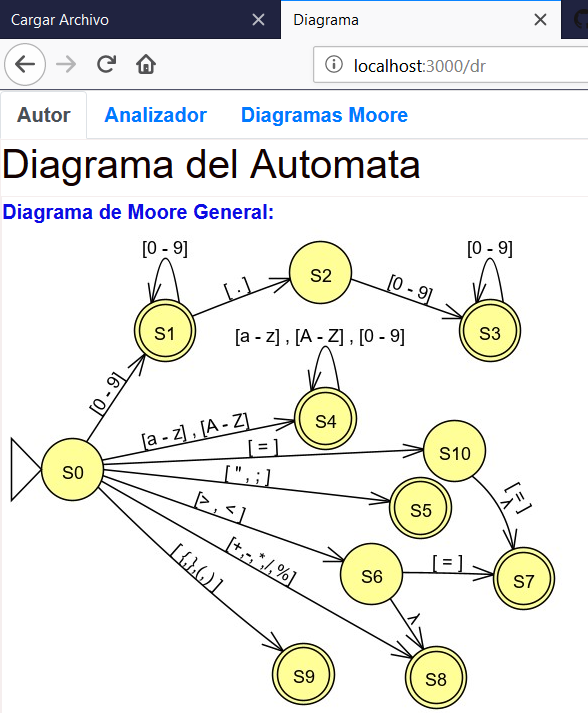 Cargar Archivo
Diagrama
localhost:3000/dr
Autor Analizador Diagramas Moore
Diagrama del Automata
Diagrama de Moore General:
[0 - 9]
[0 - 9]
S2
[ . ]
[0 - 9]
S1
S3
[a - z] , [A - Z] , [0 - 9]
[0 - 9]
S4
[a - z] , [A - Z]
[ = ]
S10
S0
[ " , ; ]
[ = ]
λ
[> , < ]
S5
[+,-,*,/,%]
[ {,},(,) ]
[ = ]
S6
S7
λ
S9
S8